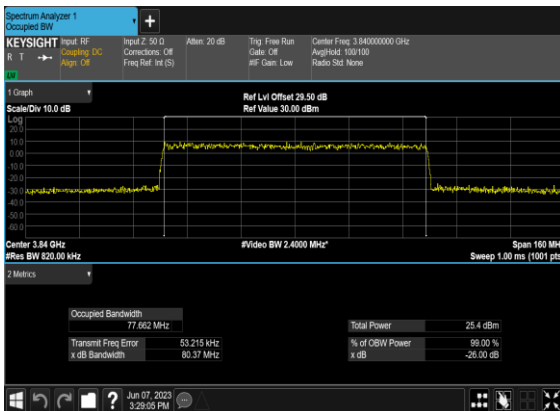 Spectrum Analyzer 1
Occupied BW
+
KEYSIGHT Input: RF Input Z: 50 Ω Atten: 20 dB Trig: Free Run Center Freq: 3.840000000 GHz
R T Coupling: DC Corrections: Off Gate: Off Avg|Hold: 100/100
Align: Off Freq Ref: Int (S) #IF Gain: Low Radio Std: None
LV
1 Graph
Ref Lvl Offset 29.50 dB
Scale/Div 10.0 dB Ref Value 30.00 dBm
Log
20.0
10.0
0.00
-10.0
-20.0
-30.0
-40.0
-50.0
-60.0
Center 3.84 GHz #Video BW 2.4000 MHz* Span 160 MH
#Res BW 820.00 kHz Sweep 1.00 ms (1001 pts
2 Metrics
Occupied Bandwidth
77.662 MHz Total Power 25.4 dBm
Transmit Freq Error 53.215 kHz % of OBW Power 99.00 %
x dB Bandwidth 80.37 MHz x dB -26.00 dB
? Jun 07, 2023
3:29:05 PM